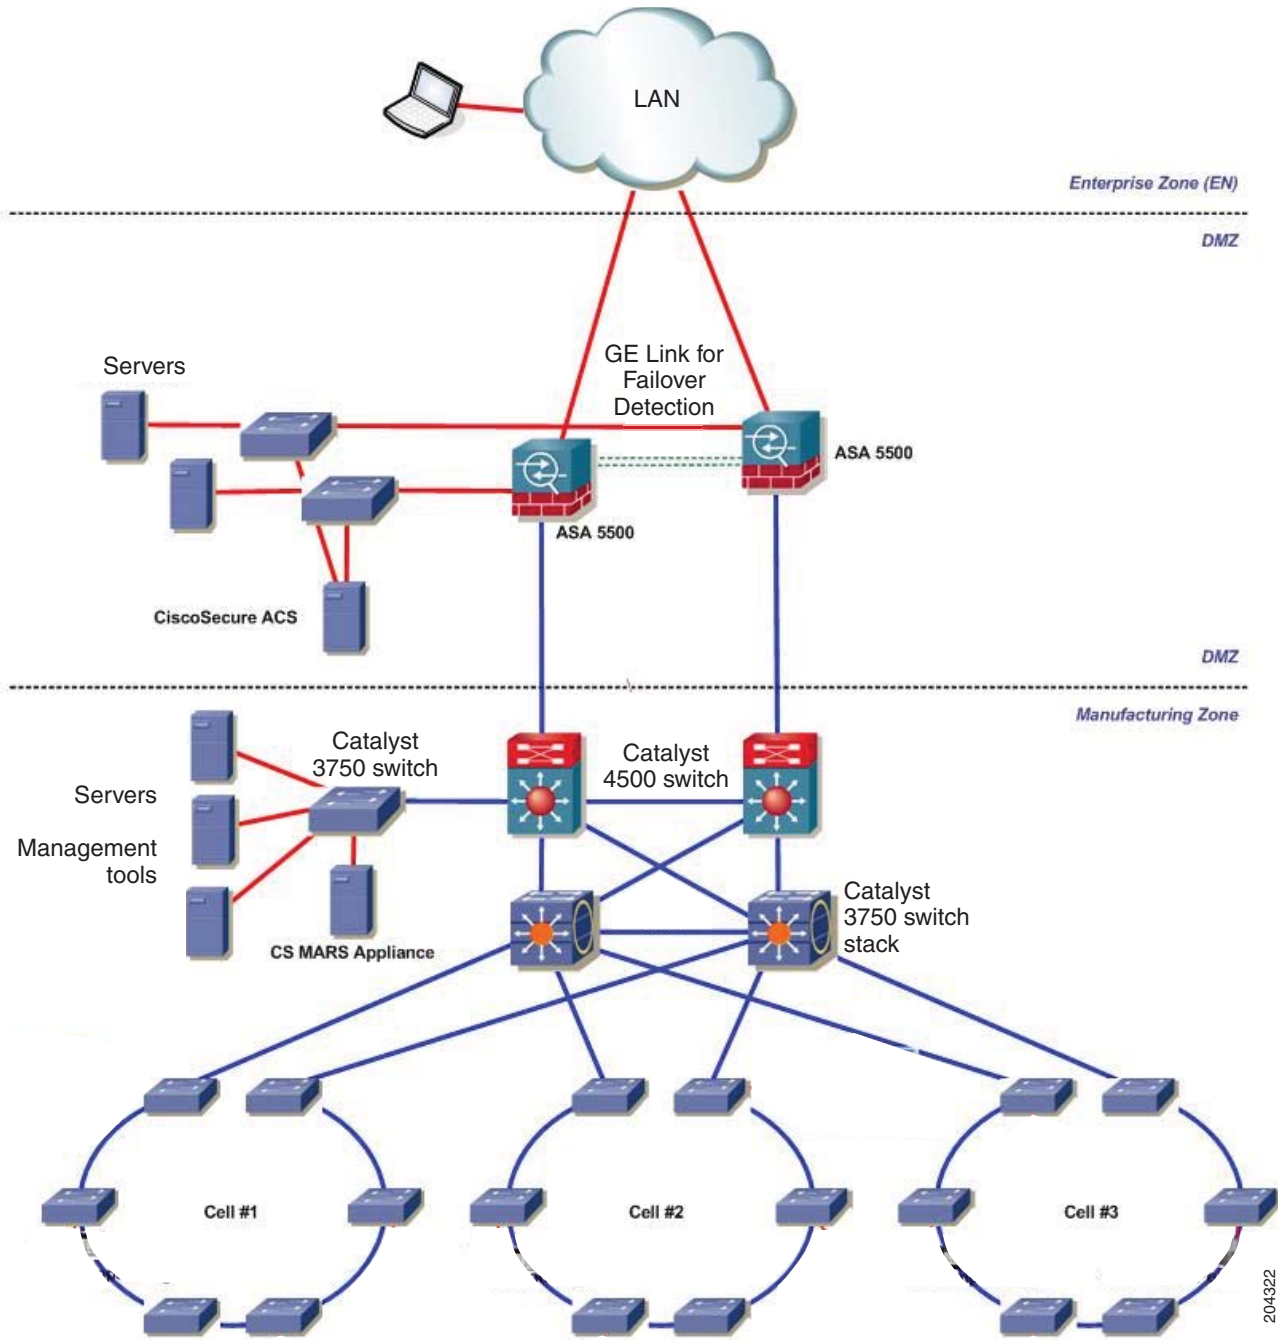 LAN
Enterprise Zone (EN)
DMZ
GE Link for
Failover
Detection
Servers
ASA 5500
ASA 5500
CiscoSecure ACS
DMZ
Manufacturing Zone
Catalyst
3750 switch
Catalyst
4500 switch
Servers
Management
tools
Catalyst
3750 switch
stack
CS MARS Appliance
Cell #1
Cell #2
Cell #3
204322